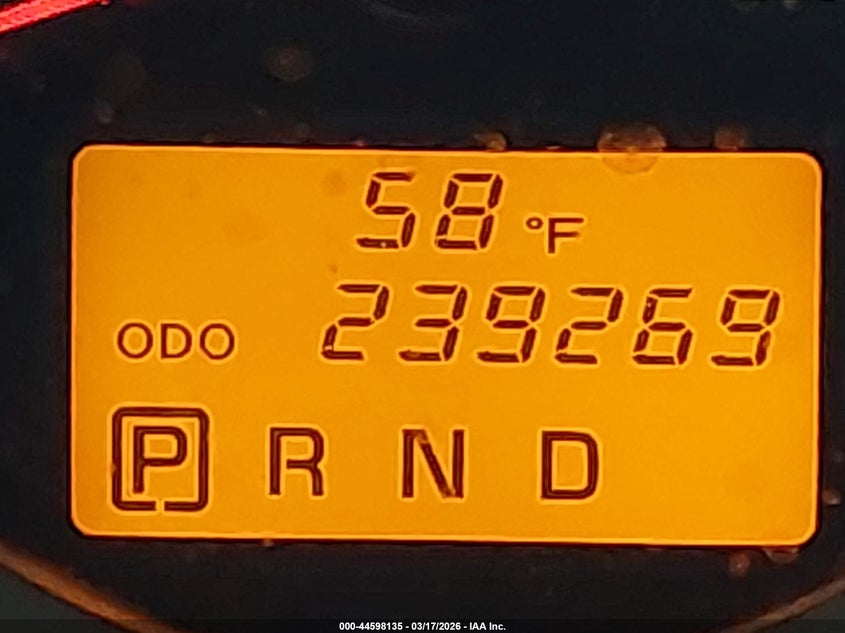 58 °F
ODO 239269
P R N D
000-44598135 - 03/17/2026 - IAA Inc.